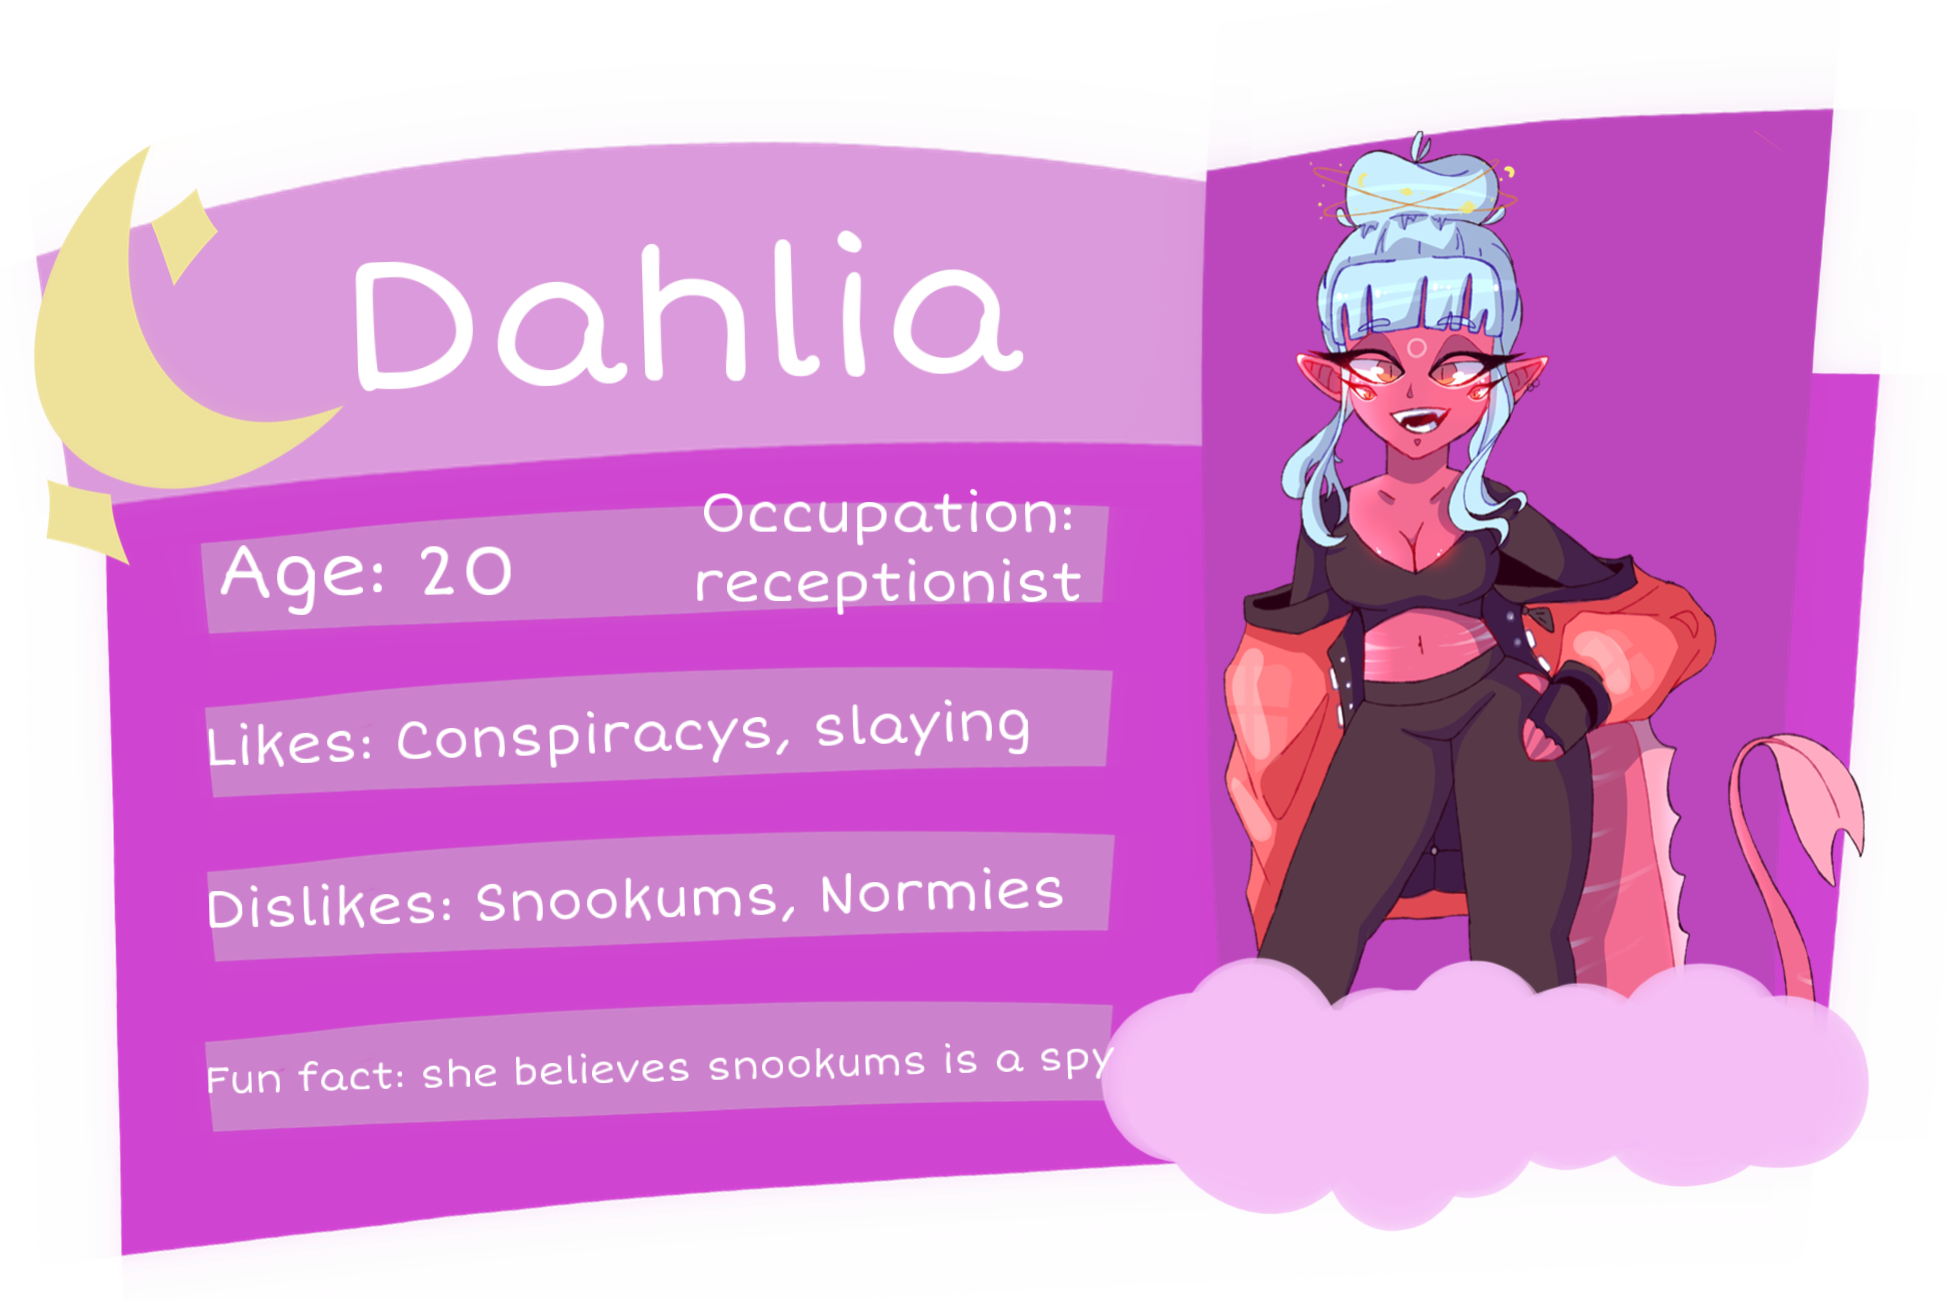 Dahlia
Age: 20
Occupation:
receptionist
Likes: Conspiracys, slaying
Dislikes: Snookums, Normies
Fun fact: she believes snookums is a spy